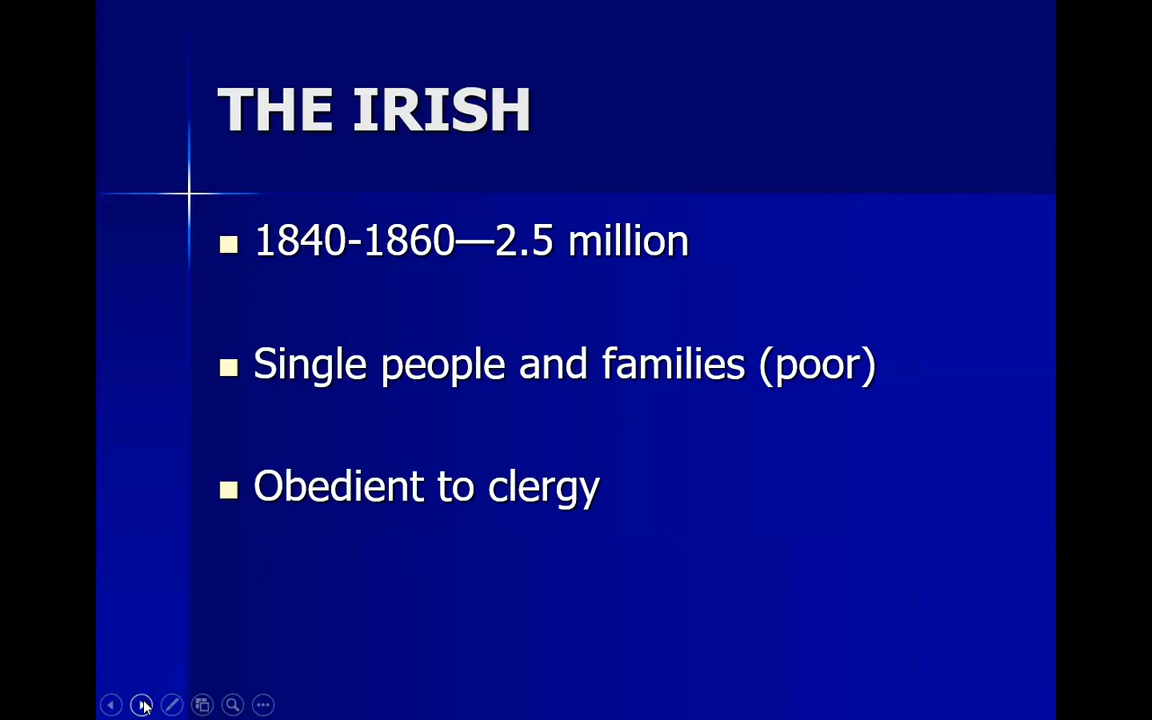 THE IRISH
1840-1860—2.5 million
Single people and families (poor)
Obedient to clergy